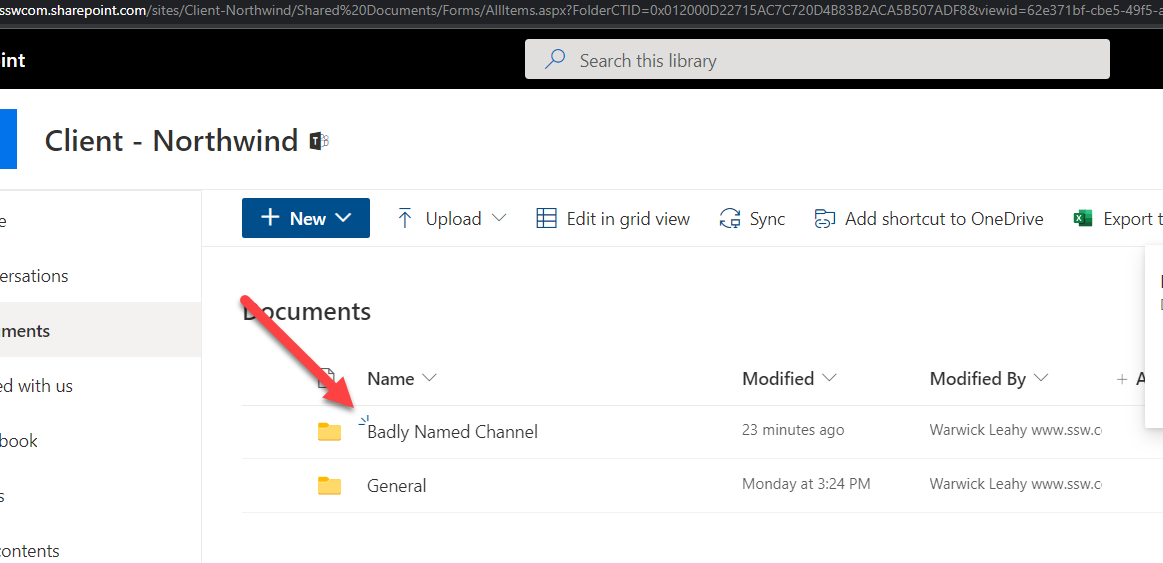 sswcom.sharepoint.com/sites/Client-Northwind/Shared%20Documents/Forms/AllItems.aspx?FolderCTID=0x012000D22715AC7C720D4B83B2ACA5B507ADF8&viewid=62e371bf-cbe5-49f5-a
int
Search this library
Client - Northwind
New
Upload
Edit in grid view
Sync
Add shortcut to OneDrive
Export t
e
ersations
ments
ed with us
book
s
contents
Documents
Name
Modified
Modified By
+ A
Badly Named Channel
23 minutes ago
Warwick Leahy www.ssw.c
General
Monday at 3:24 PM
Warwick Leahy www.ssw.c